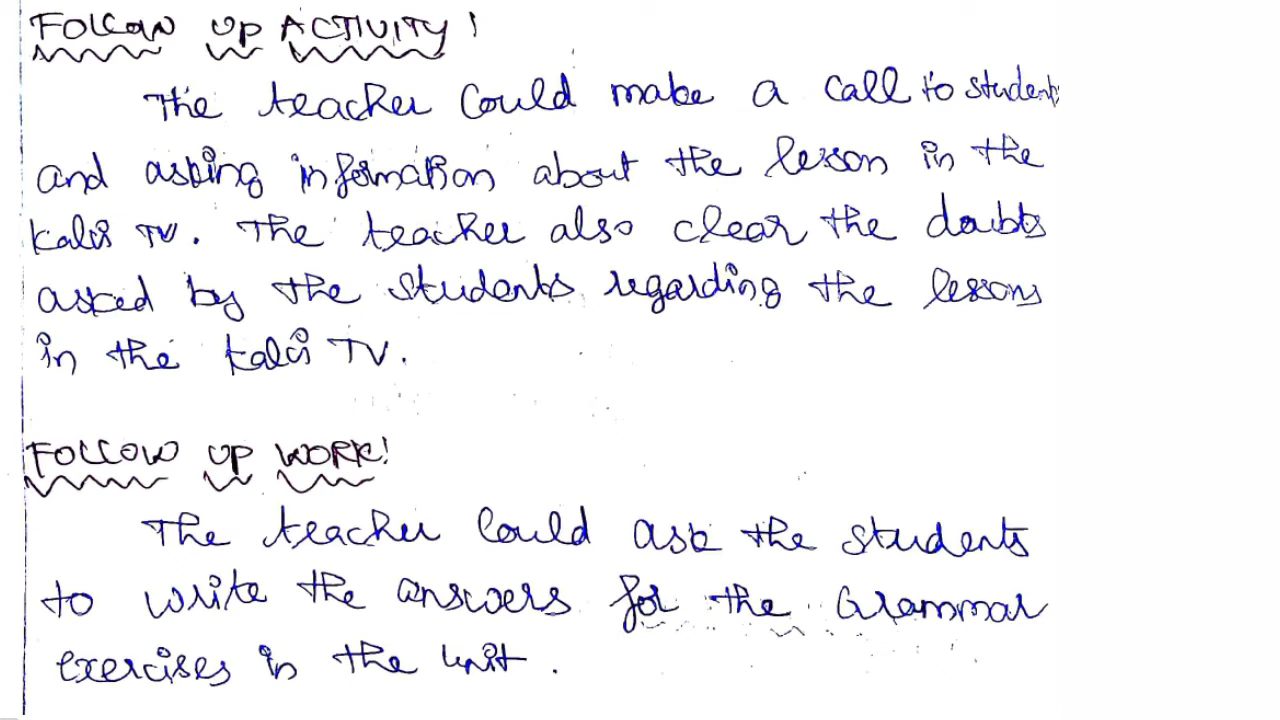 FOLLOW UP ACTIVITY!
The teacher could make a call to students
and asking information about the lesson in the
Kalvi TV. The teacher also clear the doubts
asked by the students regarding the lessons
in the kalvi TV.
FOLLOW UP WORK!
The teacher could ask the students
to write the answers for the Grammar
exercises in the unit.